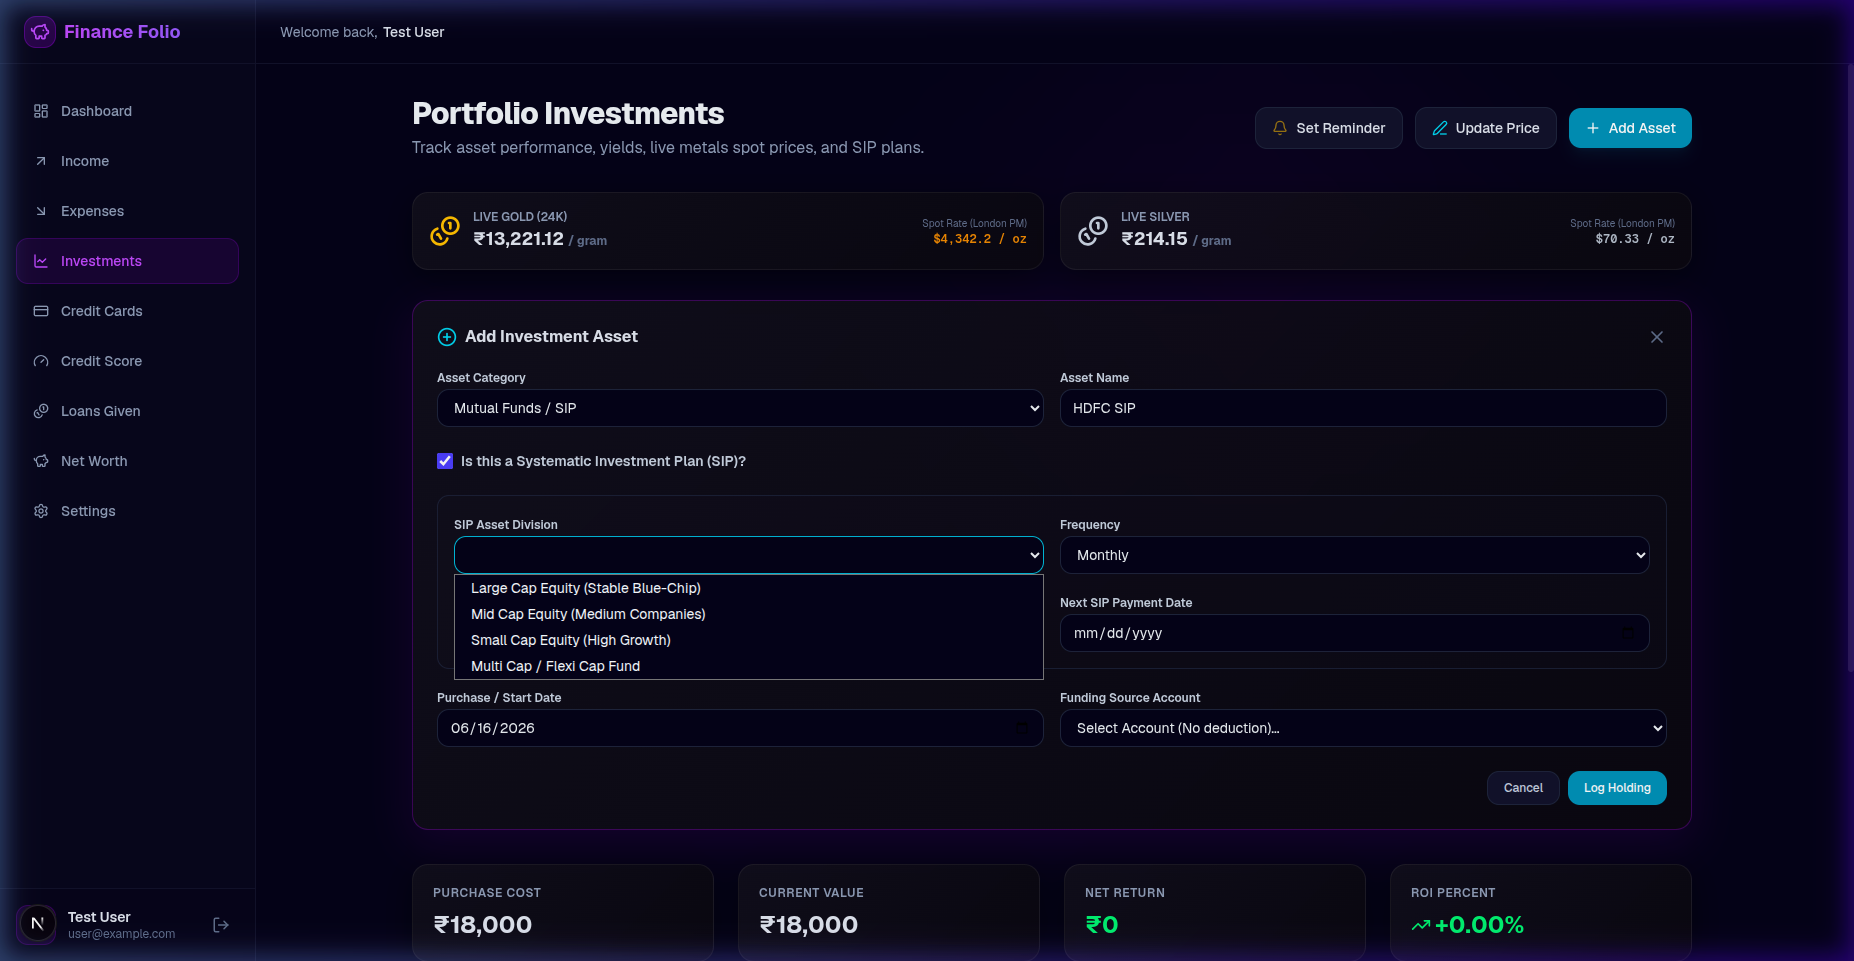 Finance Folio
Welcome back, Test User
Dashboard
Income
Expenses
Investments
Credit Cards
Credit Score
Loans Given
Net Worth
Settings
Portfolio Investments
Track asset performance, yields, live metals spot prices, and SIP plans.
Set Reminder
Update Price
Add Asset
LIVE GOLD (24K)
₹13,221.12 / gram
Spot Rate (London PM)
$4,342.2 / oz
LIVE SILVER
₹214.15 / gram
Spot Rate (London PM)
$70.33 / oz
Add Investment Asset
Asset Category
Mutual Funds / SIP
Asset Name
HDFC SIP
Is this a Systematic Investment Plan (SIP)?
SIP Asset Division
Large Cap Equity (Stable Blue-Chip)
Mid Cap Equity (Medium Companies)
Small Cap Equity (High Growth)
Multi Cap / Flexi Cap Fund
Frequency
Monthly
Next SIP Payment Date
mm/dd/yyyy
Purchase / Start Date
06/16/2026
Funding Source Account
Select Account (No deduction)...
Cancel
Log Holding
PURCHASE COST
₹18,000
CURRENT VALUE
₹18,000
NET RETURN
₹0
ROI PERCENT
+0.00%
N
Test User
user@example.com